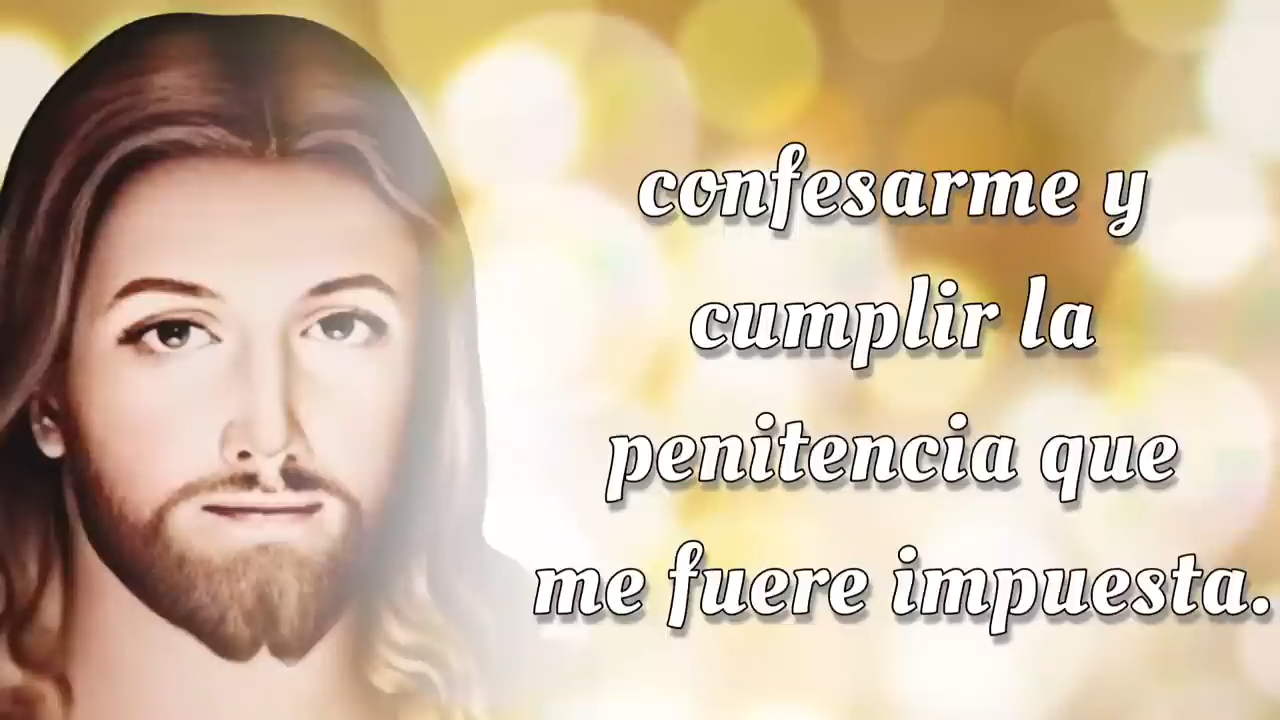 confesarme y
cumplir la
penitencia que
me fuere impuesta.